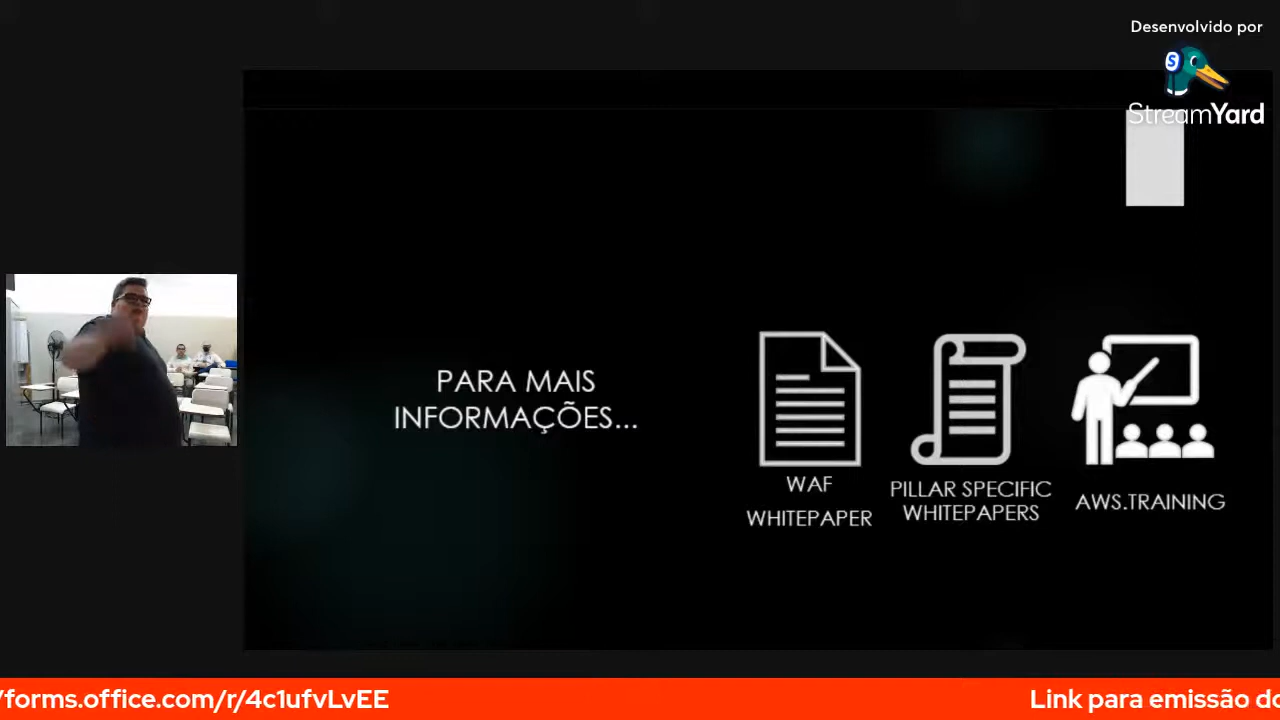 Desenvolvido por
StreamYard
PARA MAIS
INFORMAÇÕES...
WAF
WHITEPAPER
PILLAR SPECIFIC
WHITEPAPERS
AWS.TRAINING
/forms.office.com/r/4c1ufvLvEE
Link para emissão do